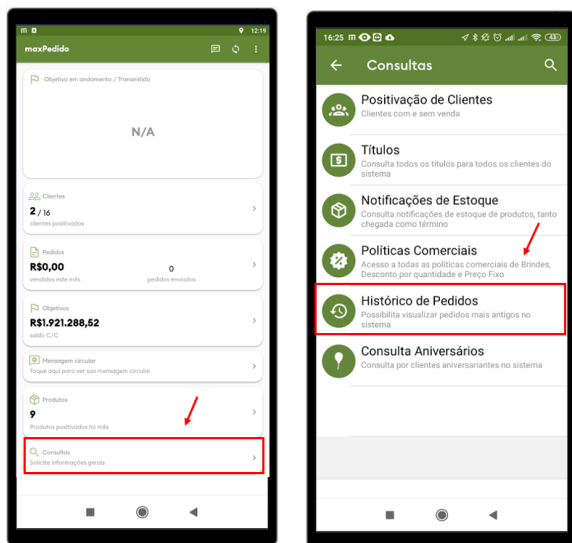 12:19
maxPedido
Objetivo em andamento / Transmitido
N/A
Clientes
2 / 16
clientes positivados
Pedidos
R$0,00
0
vendidos este mês
pedidos enviados
Objetivos
R$1.921.288,52
saldo C/C
Mensagem circular
Toque aqui para ver sua mensagem circular
Produtos
9
Produtos positivados no mês
Consultas
Solicite informações gerais
16:25
Consultas
Positivação de Clientes
Clientes com e sem venda
Títulos
Consulta todos os títulos para todos os clientes do
sistema
Notificações de Estoque
Consulta notificações de estoque de produtos, tanto
chegada como término
Políticas Comerciais
Acesso a todas as políticas comerciais de Brindes,
Desconto por quantidade e Preço Fixo
Histórico de Pedidos
Possibilita visualizar pedidos mais antigos no
sistema
Consulta Aniversários
Consulta por clientes aniversariantes no sistema